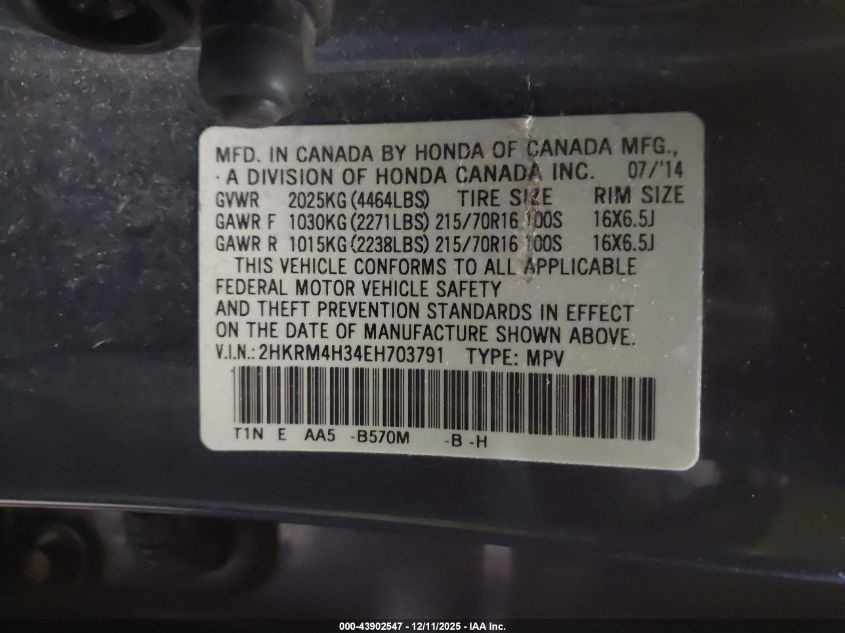 MFD. IN CANADA BY HONDA OF CANADA MFG.,
·A DIVISION OF HONDA CANADA INC. 07/'14
GVWR 2025KG(4464LBS) TIRE SIZE RIM SIZE
GAWR F 1030KG(2271LBS) 215/70R16 100S 16X6.5J
GAWR R 1015KG(2238LBS) 215/70R16 100S 16X6.5J
THIS VEHICLE CONFORMS TO ALL APPLICABLE
FEDERAL MOTOR VEHICLE SAFETY
AND THEFT PREVENTION STANDARDS IN EFFECT
ON THE DATE OF MANUFACTURE SHOWN ABOVE.
V.I.N.: 2HKRM4H34EH703791 TYPE: MPV
T1N E AA5 -B570M -B -H
000-43902547 - 12/11/2025 - IAA Inc.